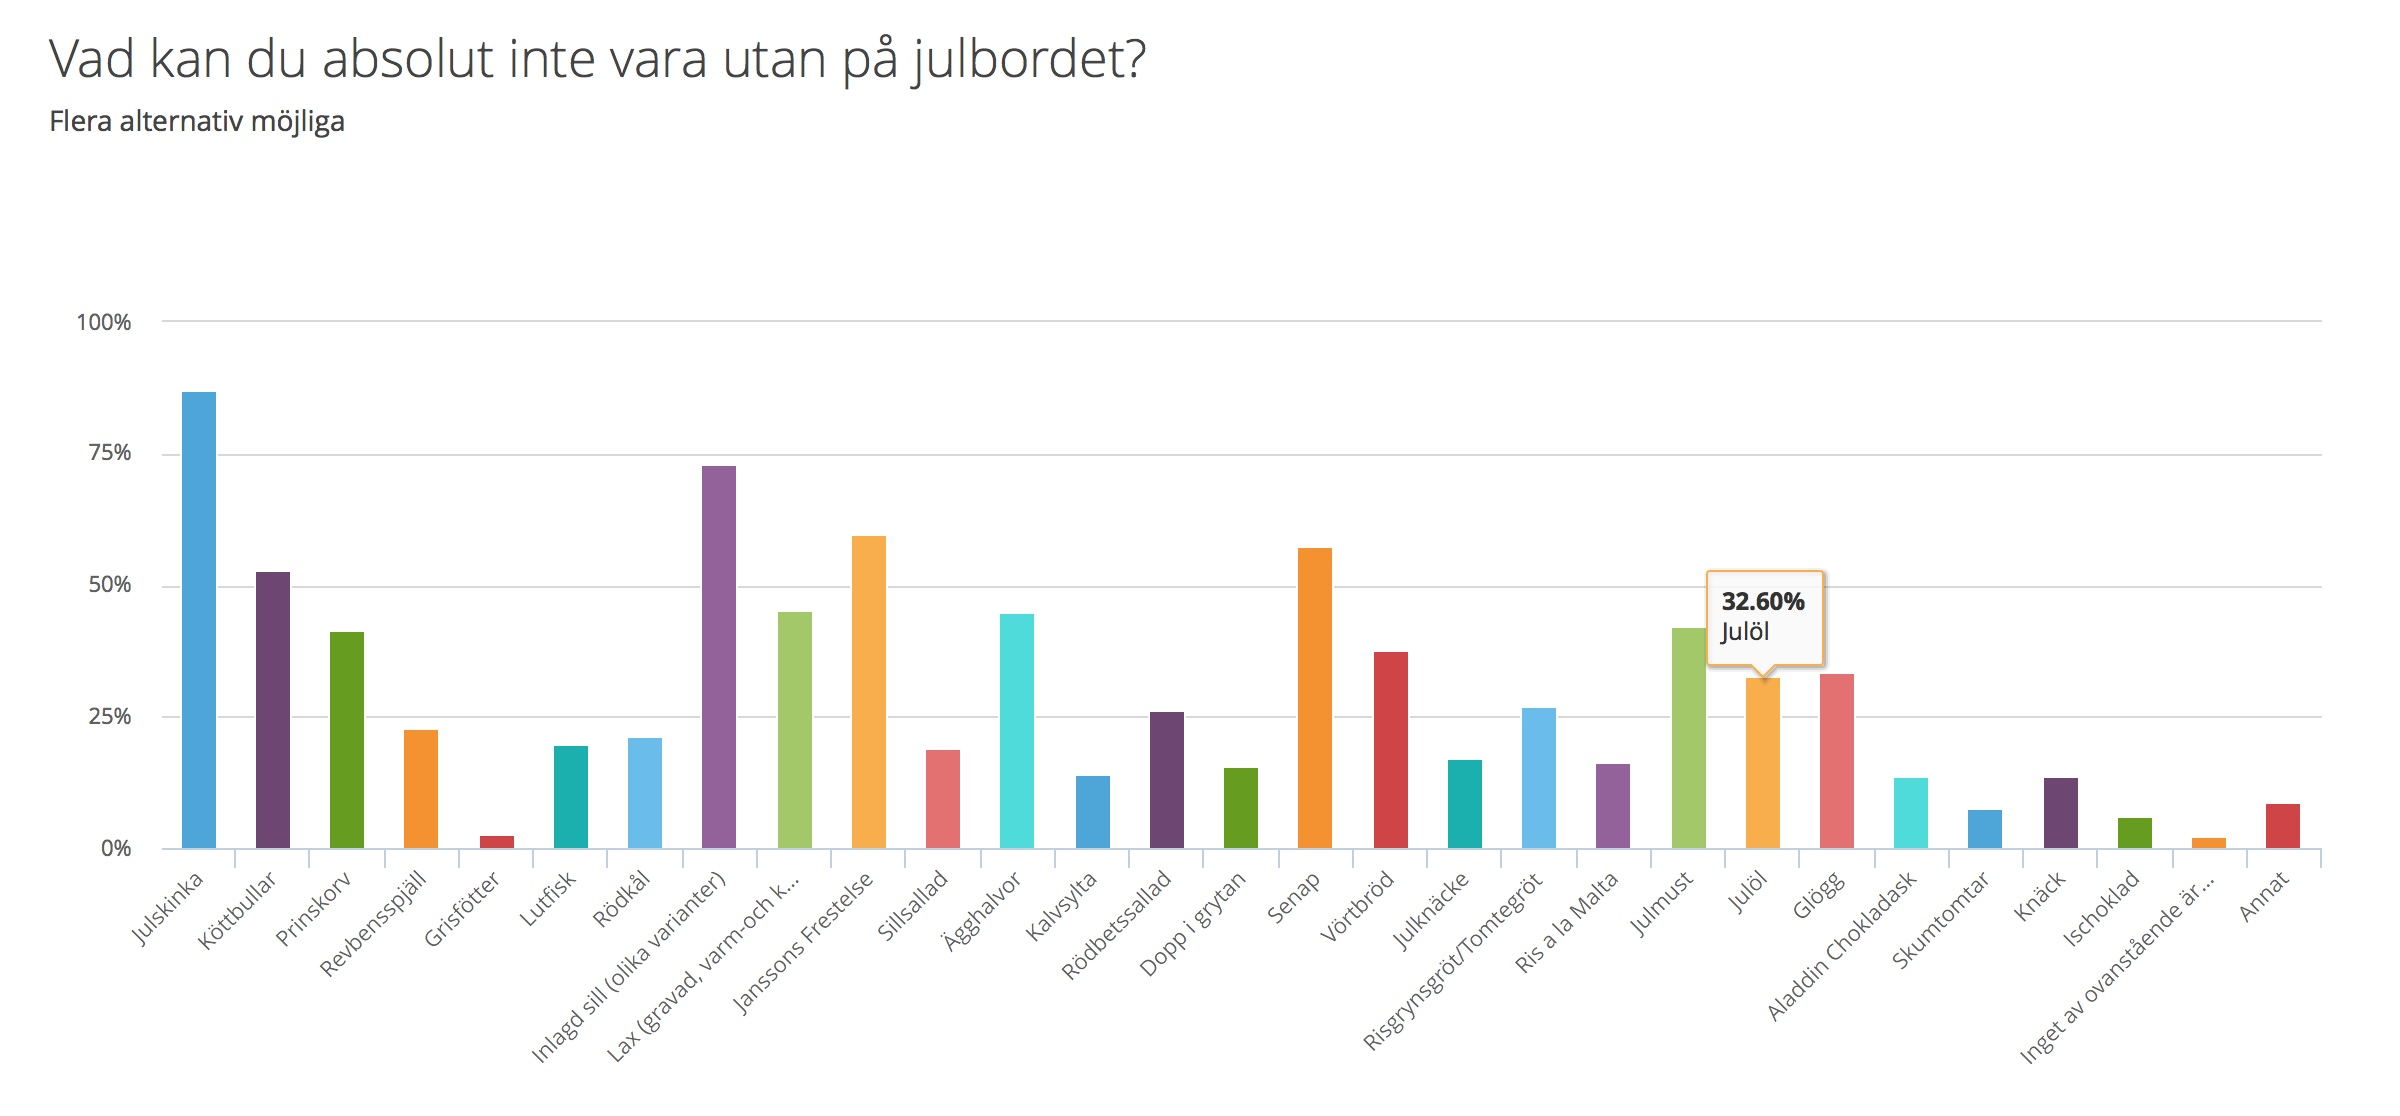 Vad kan du absolut inte vara utan på julbordet?
Flera alternativ möjliga
100%
75%
50%
25%
0%
32.60%
Julöl
Julskinka
Köttbullar
Prinskorv
Revbensspjäll
Grisfötter
Lutfisk
Rödkål
Inlagd sill (olika varianter)
Lax (gravad, varm-och k...
Janssons Frestelse
Sillsallad
Ägghalvor
Kalvsylta
Rödbetssallad
Dopp i grytan
Senap
Vörtbröd
Julknäcke
Risgrynsgröt/Tomtegröt
Ris a la Malta
Julmust
Julöl
Glögg
Aladdin Chokladask
Skumtomtar
Knäck
Ischoklad
Inget av ovanstående är...
Annat